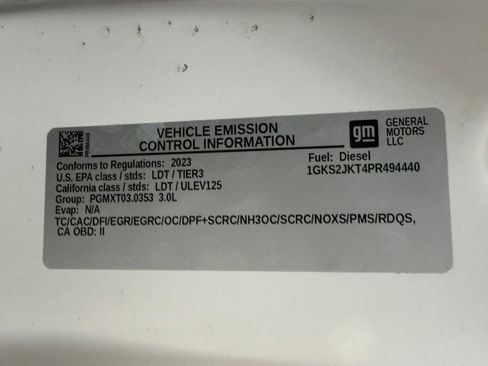 PR494440
VEHICLE EMISSION
CONTROL INFORMATION
gm
GENERAL
MOTORS
LLC
Conforms to Regulations: 2023
Fuel: Diesel
U.S. EPA class / stds: LDT / TIER3
1GKS2JKT4PR494440
California class / stds: LDT / ULEV125
Group: PGMXT03.0353 3.0L
Evap: N/A
TC/CAC/DFI/EGR/EGRC/OC/DPF+SCRC/NH3OC/SCRC/NOXS/PMS/RDQS,
CA OBD: II